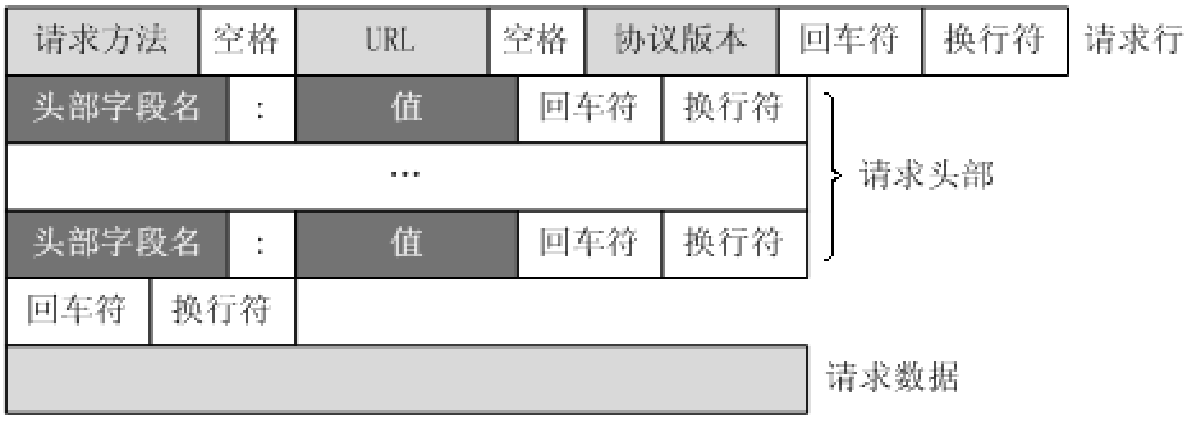 请求方法 空格 URL 空格 协议版本 回车符 换行符 请求行
头部字段名 : 值 回车符 换行符
… 请求头部
头部字段名 : 值 回车符 换行符
回车符 换行符
请求数据